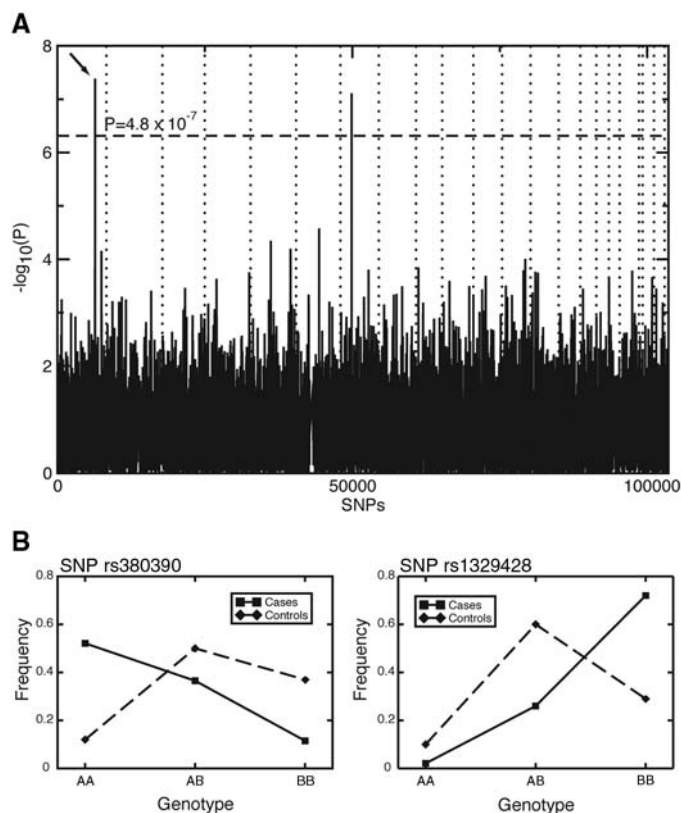 A
8
6
4
2
0
-log10(P)
P=4.8 x 10-7
0 50000 100000
SNPs
B
SNP rs380390
0.8
0.6
0.4
0.2
0
Frequency
Cases
Controls
AA AB BB
Genotype
SNP rs1329428
0.8
0.6
0.4
0.2
0
Frequency
Cases
Controls
AA AB BB
Genotype